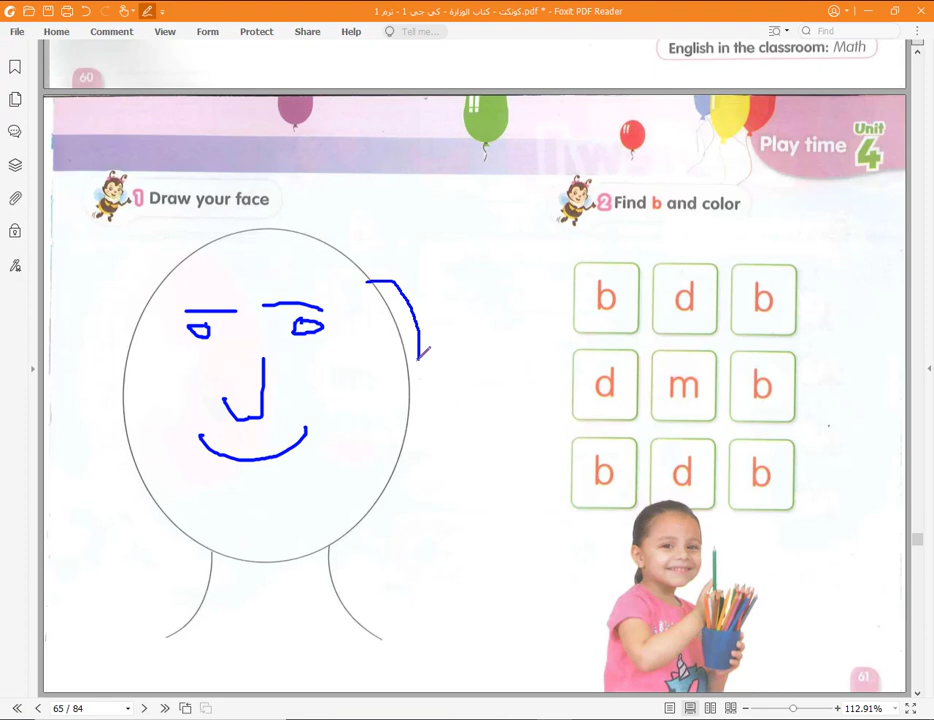 كونكت - كتاب الوزارة - كى جى 1 - ترم 1.pdf * - Foxit PDF Reader
File Home Comment View Form Protect Share Help Tell me... Find
English in the classroom: Math
60
Play time Unit 4
1 Draw your face
2 Find b and color
b d b
d m b
b d b
61
65 / 84 112.91%